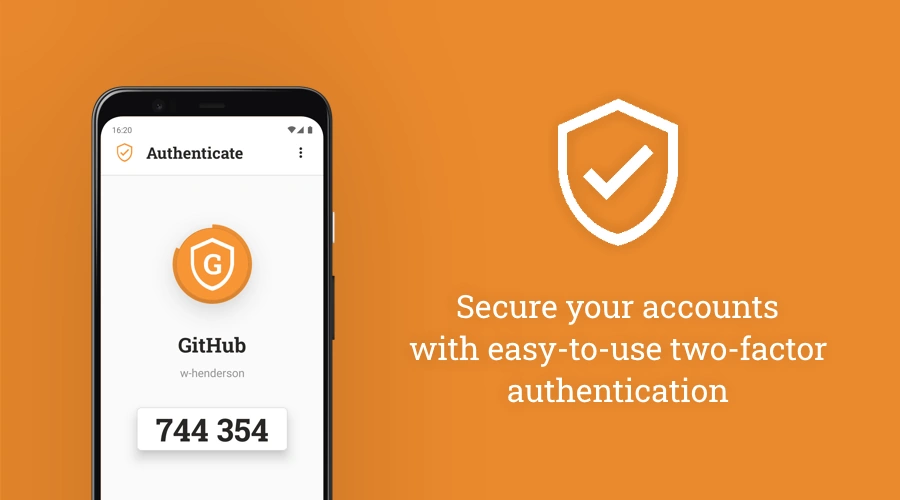 16:20
Authenticate
G
GitHub
w-henderson
744 354
Secure your accounts
with easy-to-use two-factor
authentication